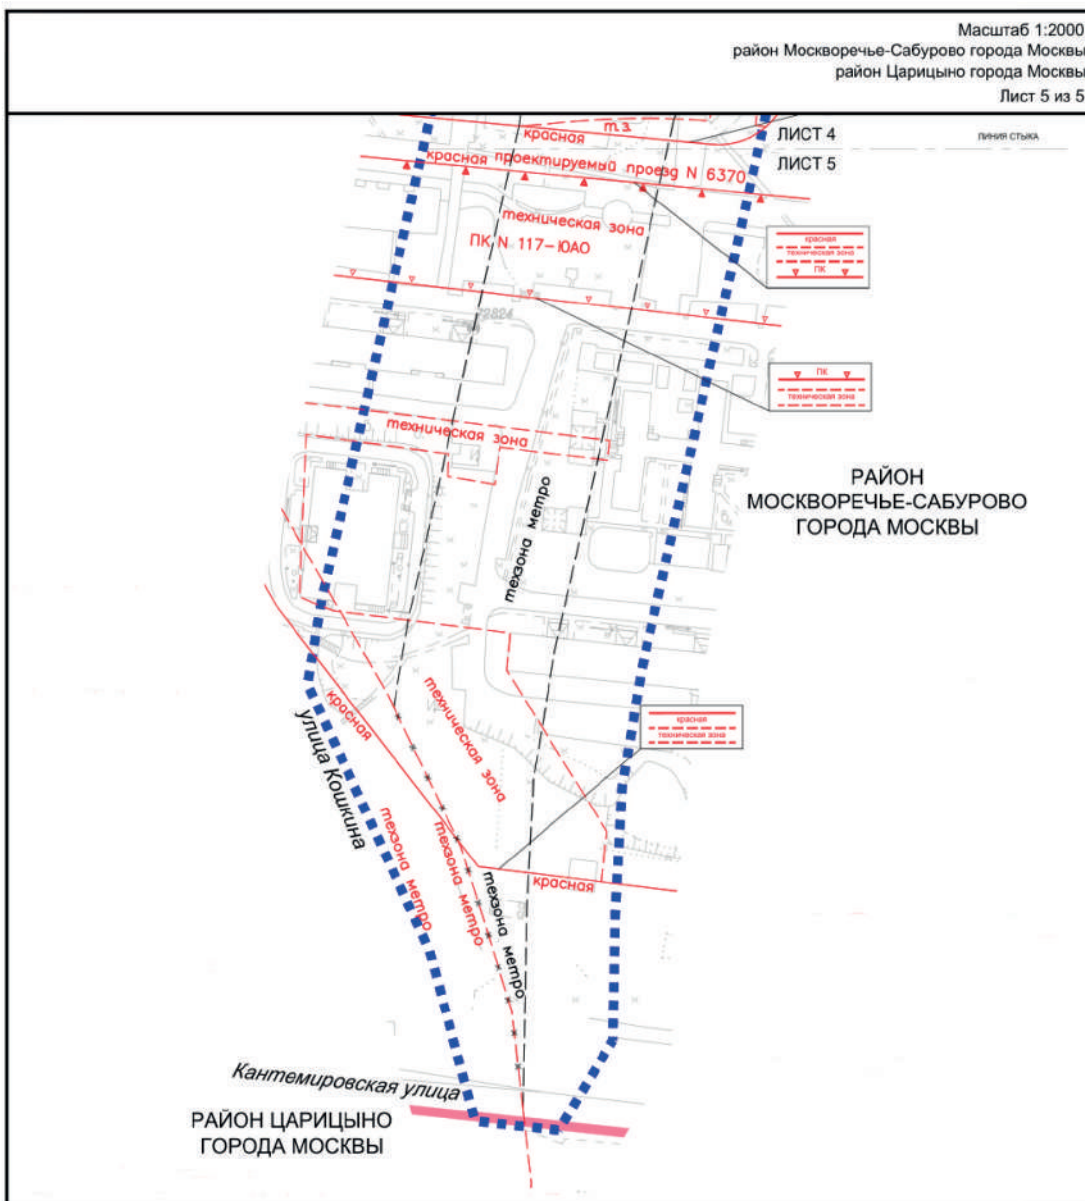 Масштаб 1:2000
район Москворечье-Сабурово города Москвы
район Царицыно города Москвы
Лист 5 из 5
красная
т.з.
ЛИСТ 4
ЛИНИЯ СТЫКА
ЛИСТ 5
красная проектируемый проезд N 6370
техническая зона
ПК N 117-ЮАО
красная
техническая зона
ПК
ПК
техническая зона
техническая зона
техзона метро
РАЙОН
МОСКВОРЕЧЬЕ-САБУРОВО
ГОРОДА МОСКВЫ
красная
техническая зона
красная
техническая зона
улица Кошкина
техзона метро
техзона метро
техзона метро
красная
Кантемировская улица
РАЙОН ЦАРИЦЫНО
ГОРОДА МОСКВЫ